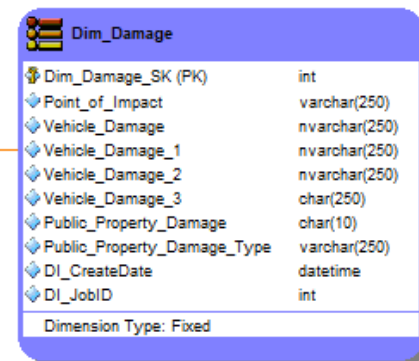 Dim_Damage
Dim_Damage_SK (PK) int
Point_of_Impact varchar(250)
Vehicle_Damage nvarchar(250)
Vehicle_Damage_1 nvarchar(250)
Vehicle_Damage_2 nvarchar(250)
Vehicle_Damage_3 char(250)
Public_Property_Damage char(10)
Public_Property_Damage_Type varchar(250)
DI_CreateDate datetime
DI_JobID int
Dimension Type: Fixed